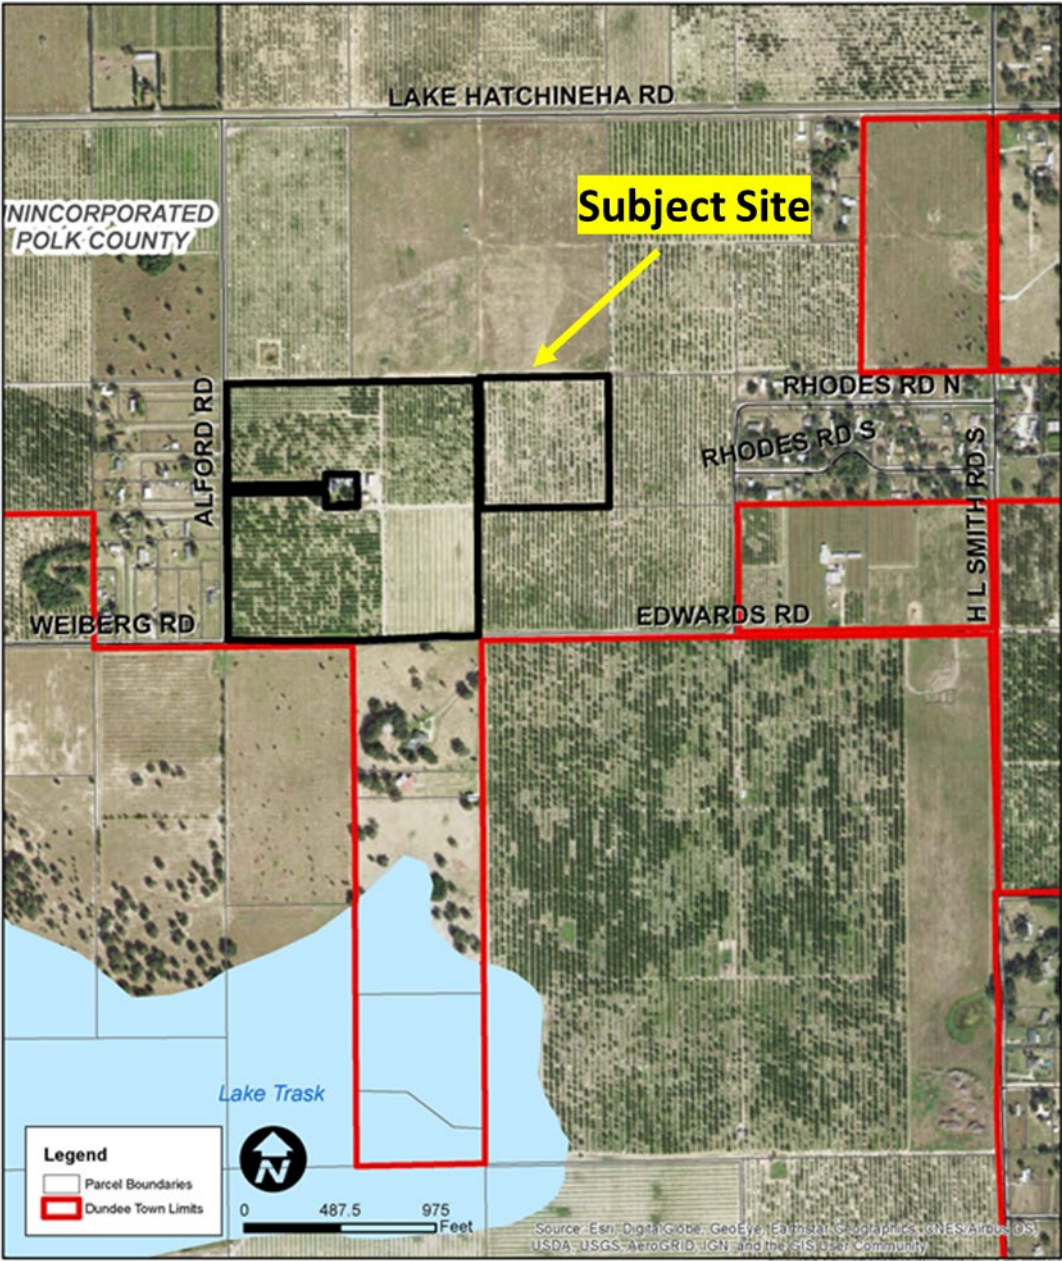 LAKE HATCHINEHA RD
Subject Site
NINCORPORATED
POLK COUNTY
RHODES RD N
RHODES RD S
ALFORD RD
H L SMITH RD S
WEIBERG RD
EDWARDS RD
Lake Trask
Legend
Parcel Boundaries
Dundee Town Limits
N
0 487.5 975
Feet
Source: Esri, DigitalGlobe, GeoEye, Earthstar Geographics, CNES/Airbus DS,
USDA, USGS, AeroGRID, IGN, and the GIS User Community